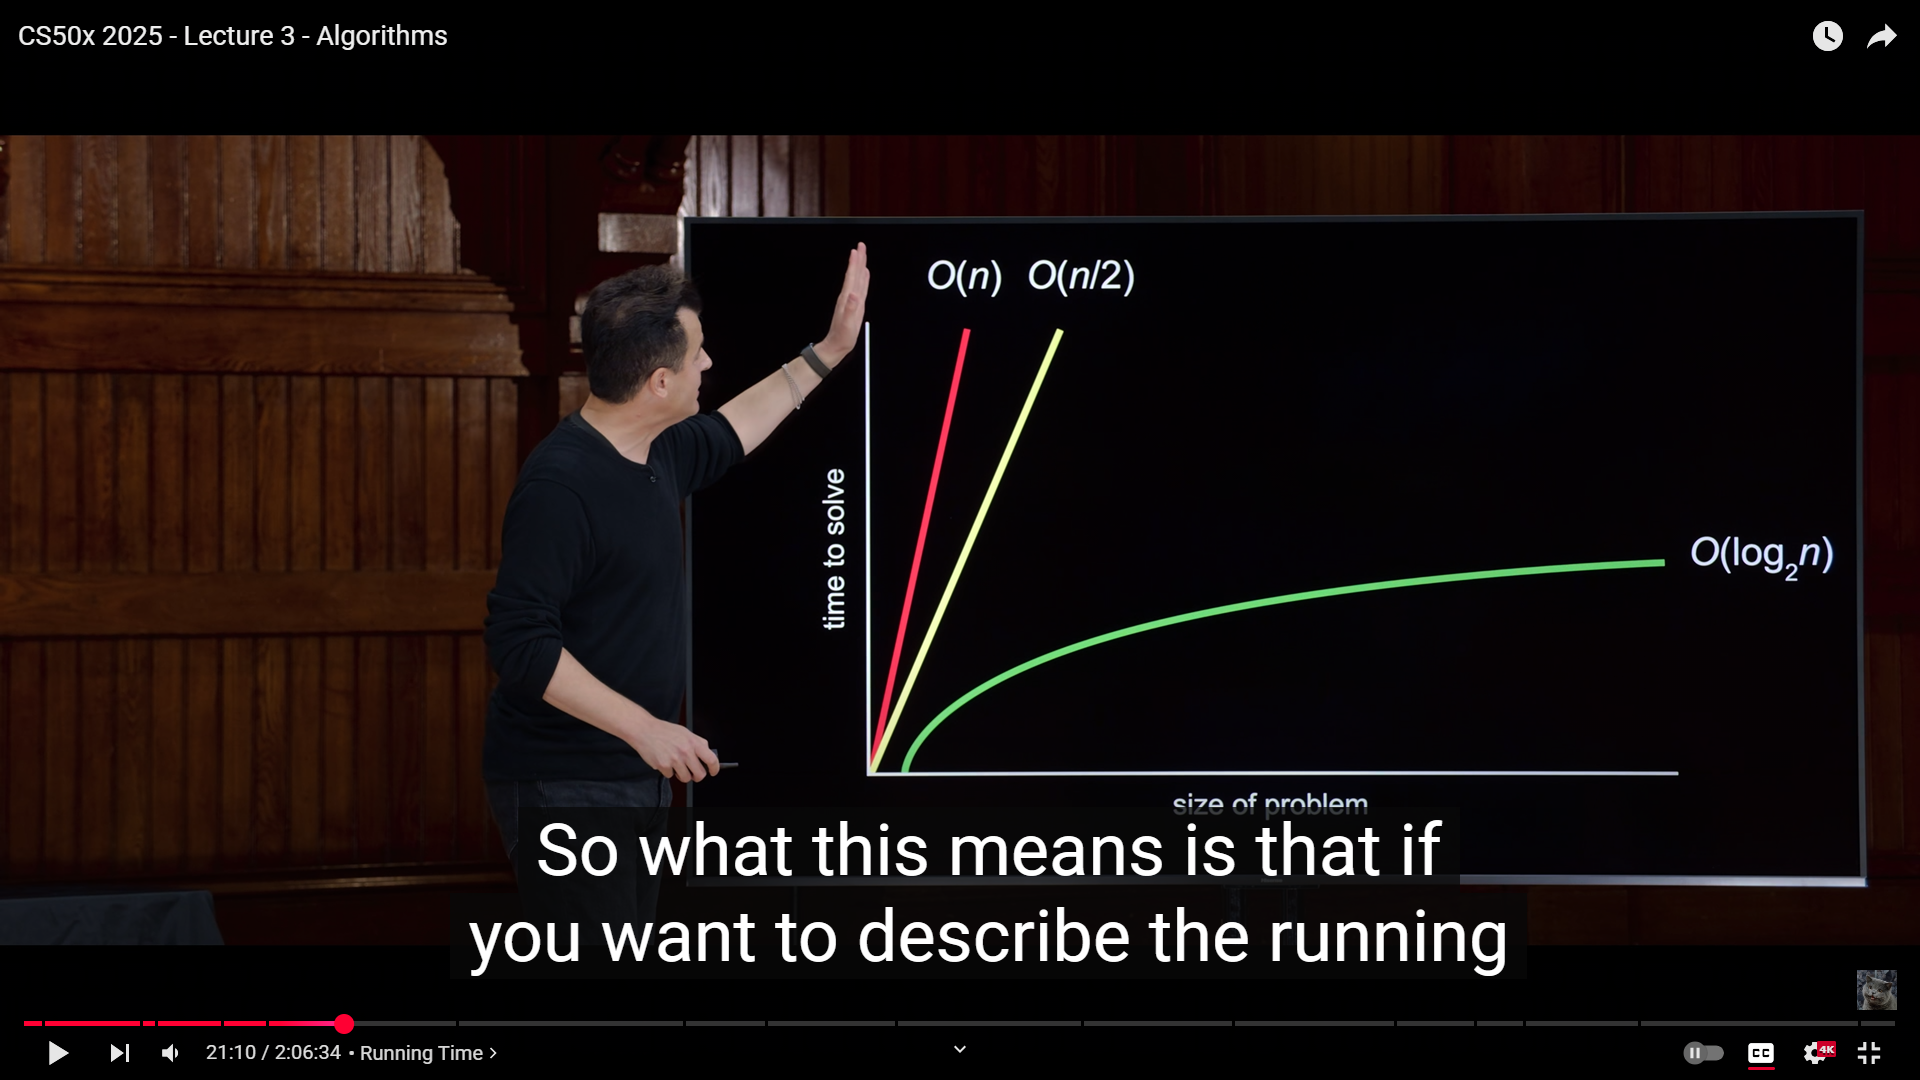 CS50x 2025 - Lecture 3 - Algorithms
O(n) O(n/2)
time to solve
O(log₂n)
size of problem
So what this means is that if
you want to describe the running
21:10 / 2:06:34 • Running Time >
CC
4K